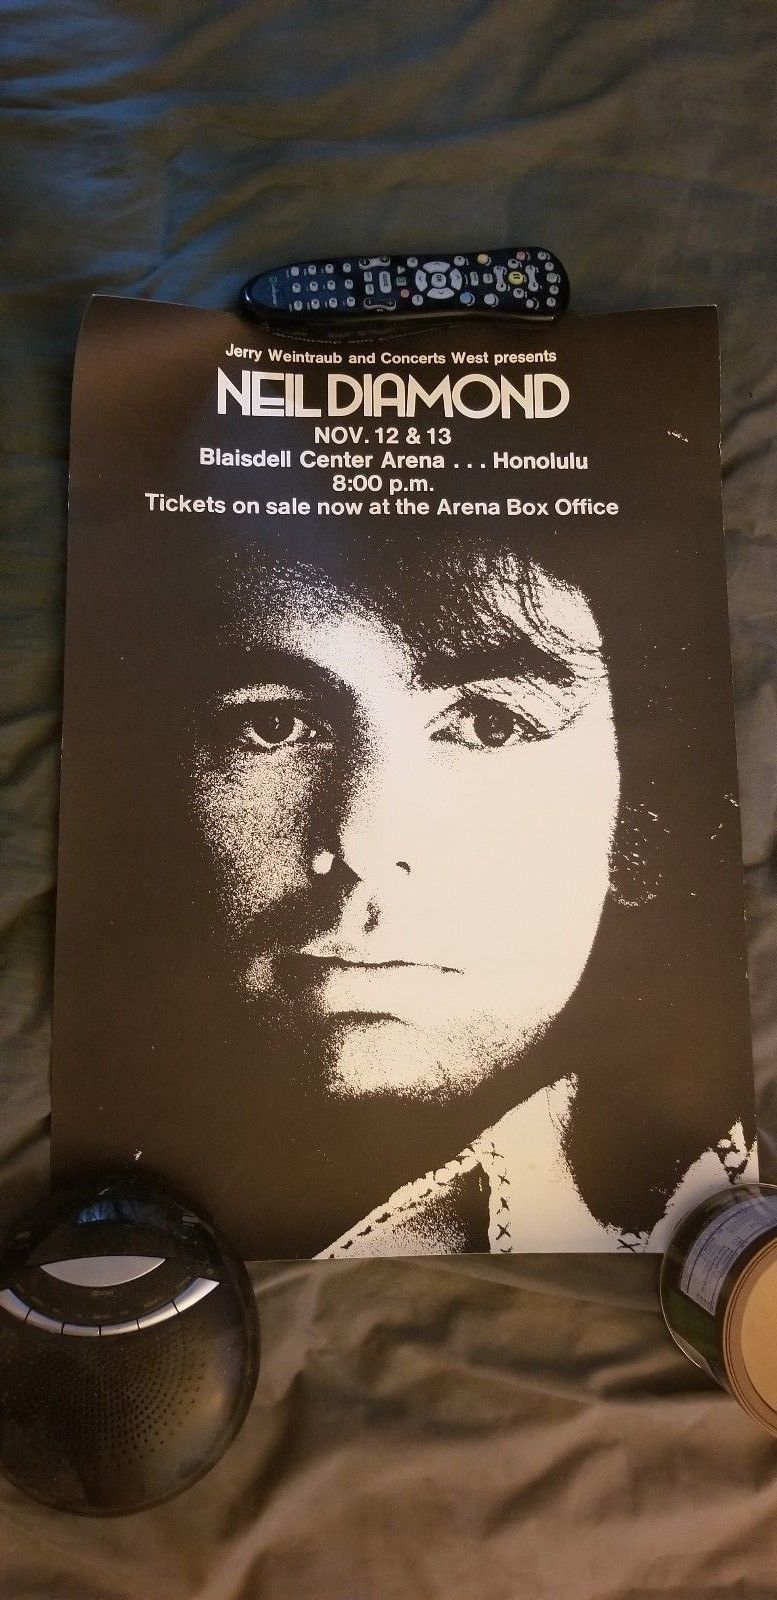 Jerry Weintraub and Concerts West presents
NEIL DIAMOND
NOV. 12 & 13
Blaisdell Center Arena . . . Honolulu
8:00 p.m.
Tickets on sale now at the Arena Box Office